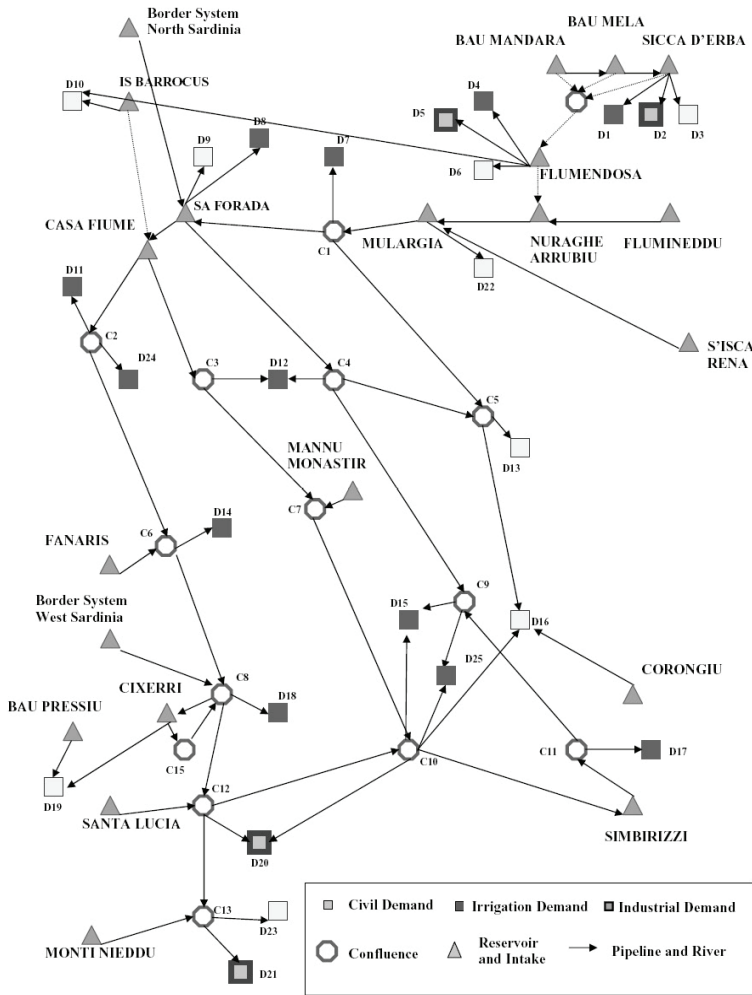 Border System
North Sardinia
BAU MELA
BAU MANDARA
SICCA D'ERBA
D10
IS BARROCUS
D4
D5
D8
D7
D9
D1
D2
D3
D6
FLUMENDOSA
SA FORADA
CASA FIUME
C1
MULARGIA
NURAGHE
ARRUBIU
FLUMINEDDU
D11
D22
C2
D24
C3
D12
C4
C5
S'ISCA
RENA
D13
MANNU
MONASTIR
C7
D14
C6
FANARIS
C9
D15
D16
Border System
West Sardinia
D25
C8
CORONGIU
CIXERRI
D18
BAU PRESSIU
C15
C10
C11
D17
D19
C12
SANTA LUCIA
SIMBIRIZZI
D20
C13
D23
MONTI NIEDDU
D21
Civil Demand
Irrigation Demand
Industrial Demand
Confluence
Reservoir
and Intake
Pipeline and River